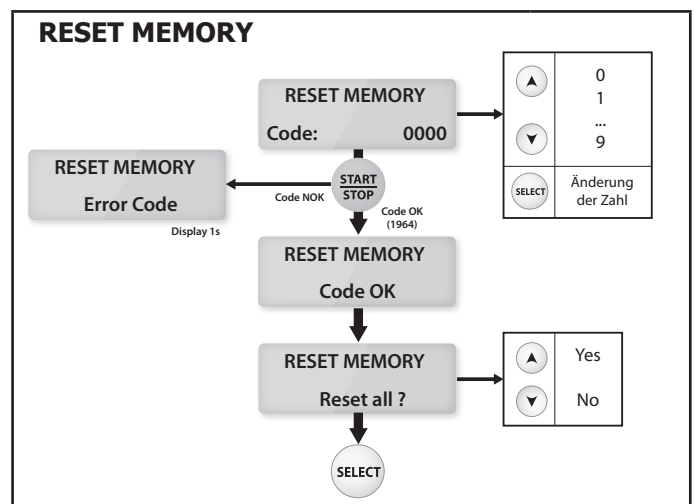 RESET MEMORY
RESET MEMORY
Code: 0000
0
1
...
9
SELECT
Änderung
der Zahl
RESET MEMORY
Error Code
Display 1s
Code NOK
START
STOP
Code OK
(1964)
RESET MEMORY
Code OK
RESET MEMORY
Reset all ?
Yes
No
SELECT